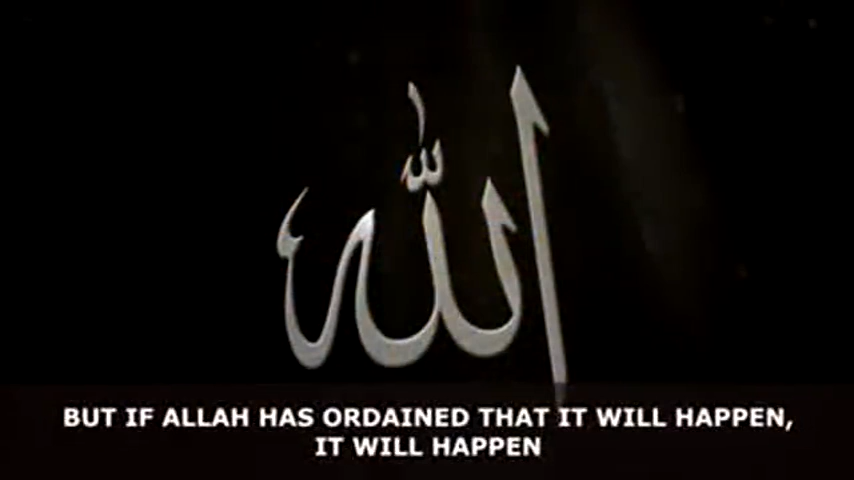 الله
BUT IF ALLAH HAS ORDAINED THAT IT WILL HAPPEN,
IT WILL HAPPEN